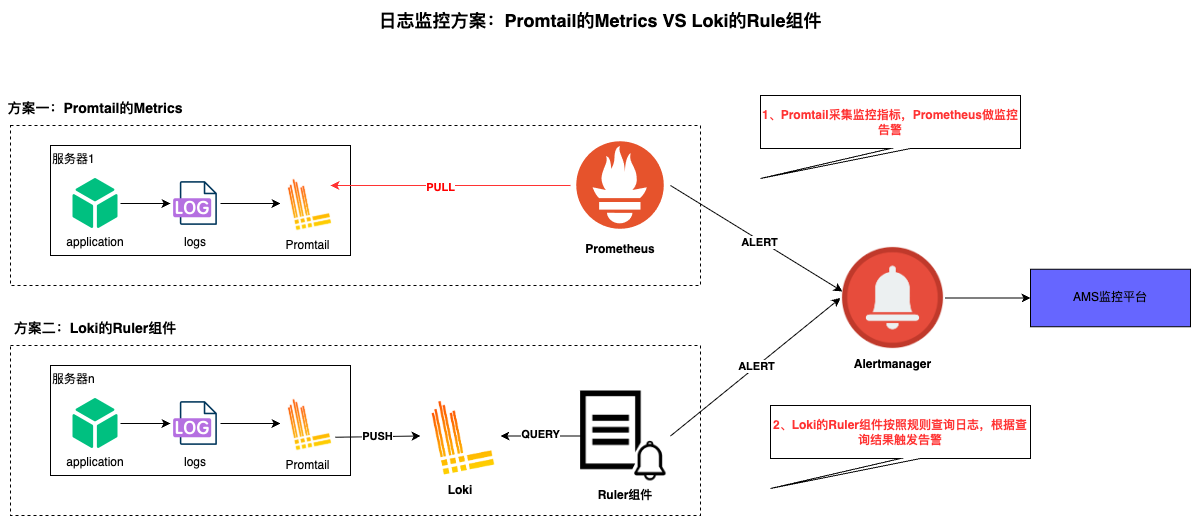 日志监控方案：Promtail的Metrics VS Loki的Rule组件
方案一：Promtail的Metrics
1、Promtail采集监控指标，Prometheus做监控
告警
服务器1
LOG
PULL
application
logs
Promtail
Prometheus
ALERT
AMS监控平台
方案二：Loki的Ruler组件
Alertmanager
ALERT
服务器n
LOG
PUSH
QUERY
application
logs
Promtail
Loki
Ruler组件
2、Loki的Ruler组件按照规则查询日志，根据查
询结果触发告警